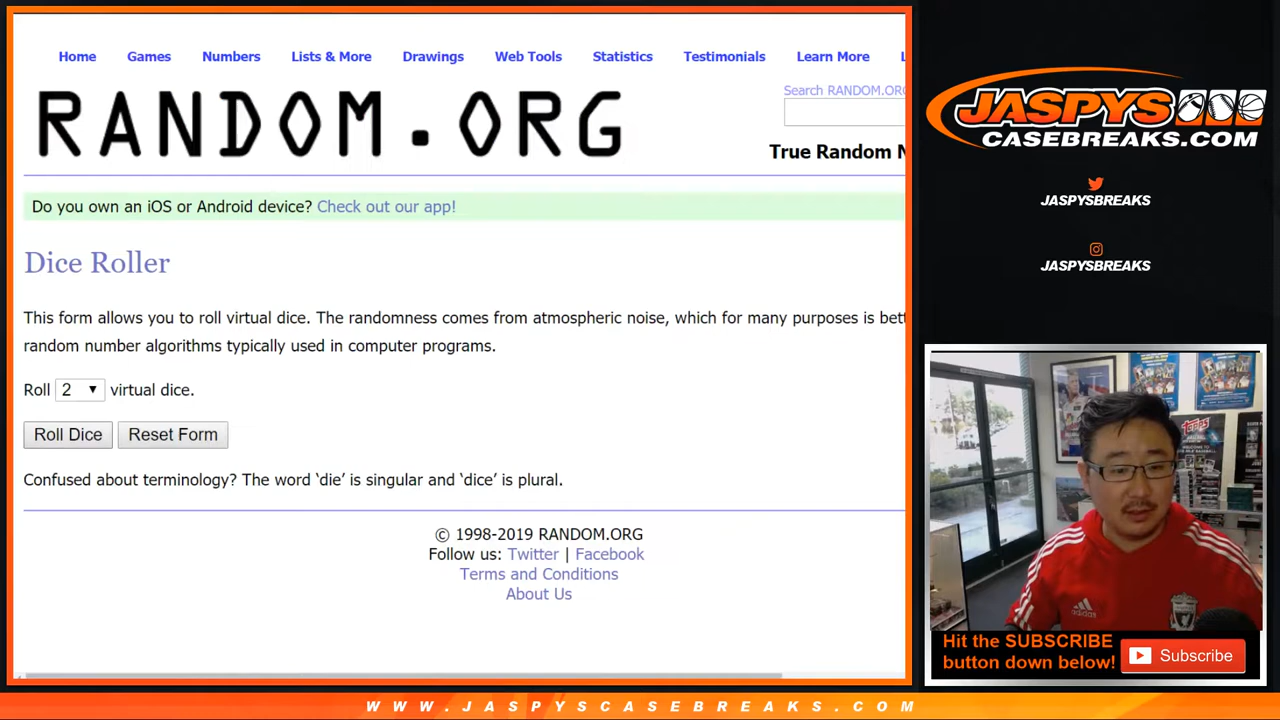 Home Games Numbers Lists & More Drawings Web Tools Statistics Testimonials Learn More
RANDOM.ORG
Search RANDOM.ORG
True Random N
Do you own an iOS or Android device? Check out our app!
Dice Roller
This form allows you to roll virtual dice. The randomness comes from atmospheric noise, which for many purposes is bett
random number algorithms typically used in computer programs.
Roll 2 virtual dice.
Roll Dice Reset Form
Confused about terminology? The word ‘die’ is singular and ‘dice’ is plural.
© 1998-2019 RANDOM.ORG
Follow us: Twitter | Facebook
Terms and Conditions
About Us
JASPYS
CASEBREAKS.COM
JASPYSBREAKS
JASPYSBREAKS
topps
adidas
Hit the SUBSCRIBE
button down below!
Subscribe
WWW.JASPYSCASEBREAKS.COM